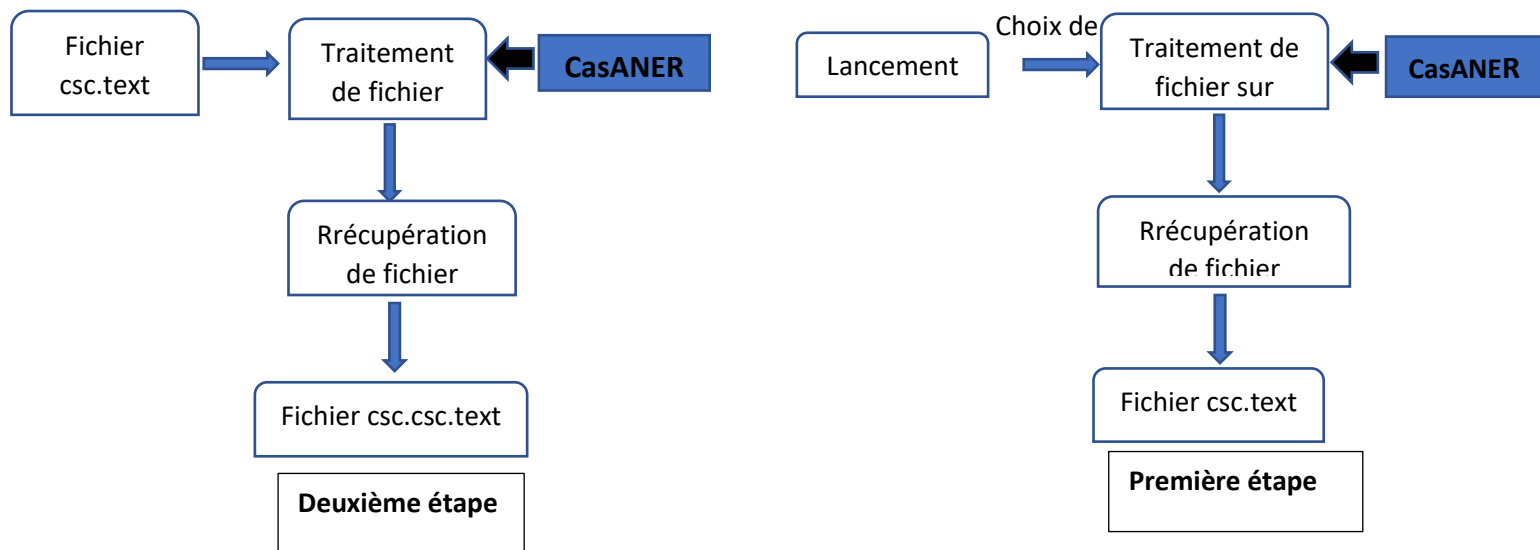 Fichier
csc.text
Traitement
de fichier
CasANER
Rrécupération
de fichier
Fichier csc.csc.text
Deuxième étape
Lancement
Choix de
Traitement de
fichier sur
CasANER
Rrécupération
de fichier
Fichier csc.text
Première étape